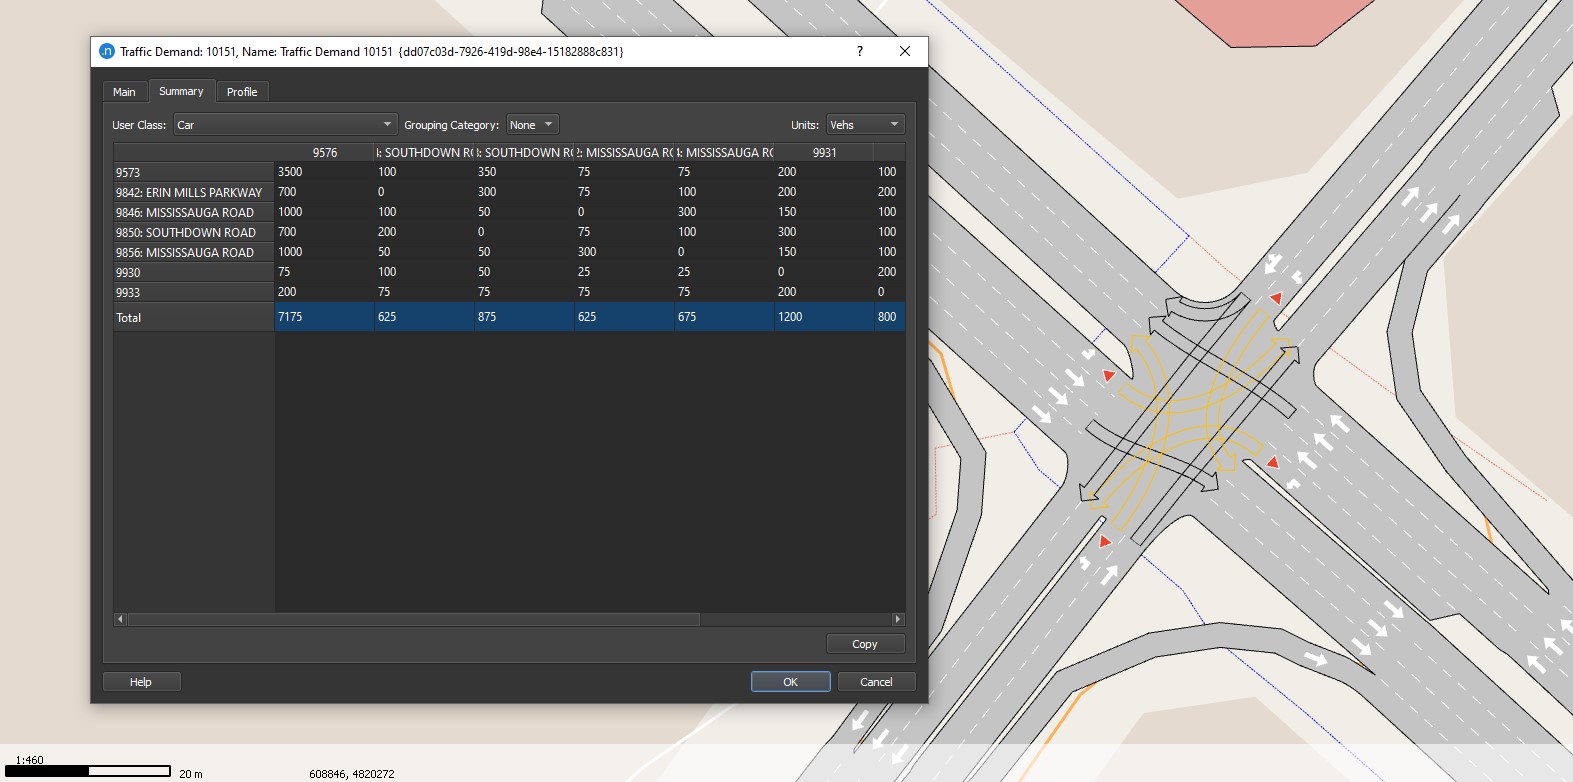 Traffic Demand: 10151, Name: Traffic Demand 10151 {dd07c03d-7926-419d-98e4-15182888c831}
Main Summary Profile
User Class: Car Grouping Category: None Units: Vehs
9576 SOUTHDOWN SOUTHDOWN MISSISSAUGA MISSISSAUGA 9931
9573 3500 100 350 75 75 200 100
9842: ERIN MILLS PARKWAY 700 0 300 75 100 200 200
9846: MISSISSAUGA ROAD 1000 100 50 0 300 150 100
9850: SOUTHDOWN ROAD 700 200 0 75 100 300 100
9856: MISSISSAUGA ROAD 1000 50 50 300 0 150 100
9930 75 100 50 25 25 0 200
9933 200 75 75 75 75 200 0
Total 7175 625 875 625 675 1200 800
Copy
Help OK Cancel
1:460
20 m 608846, 4820272